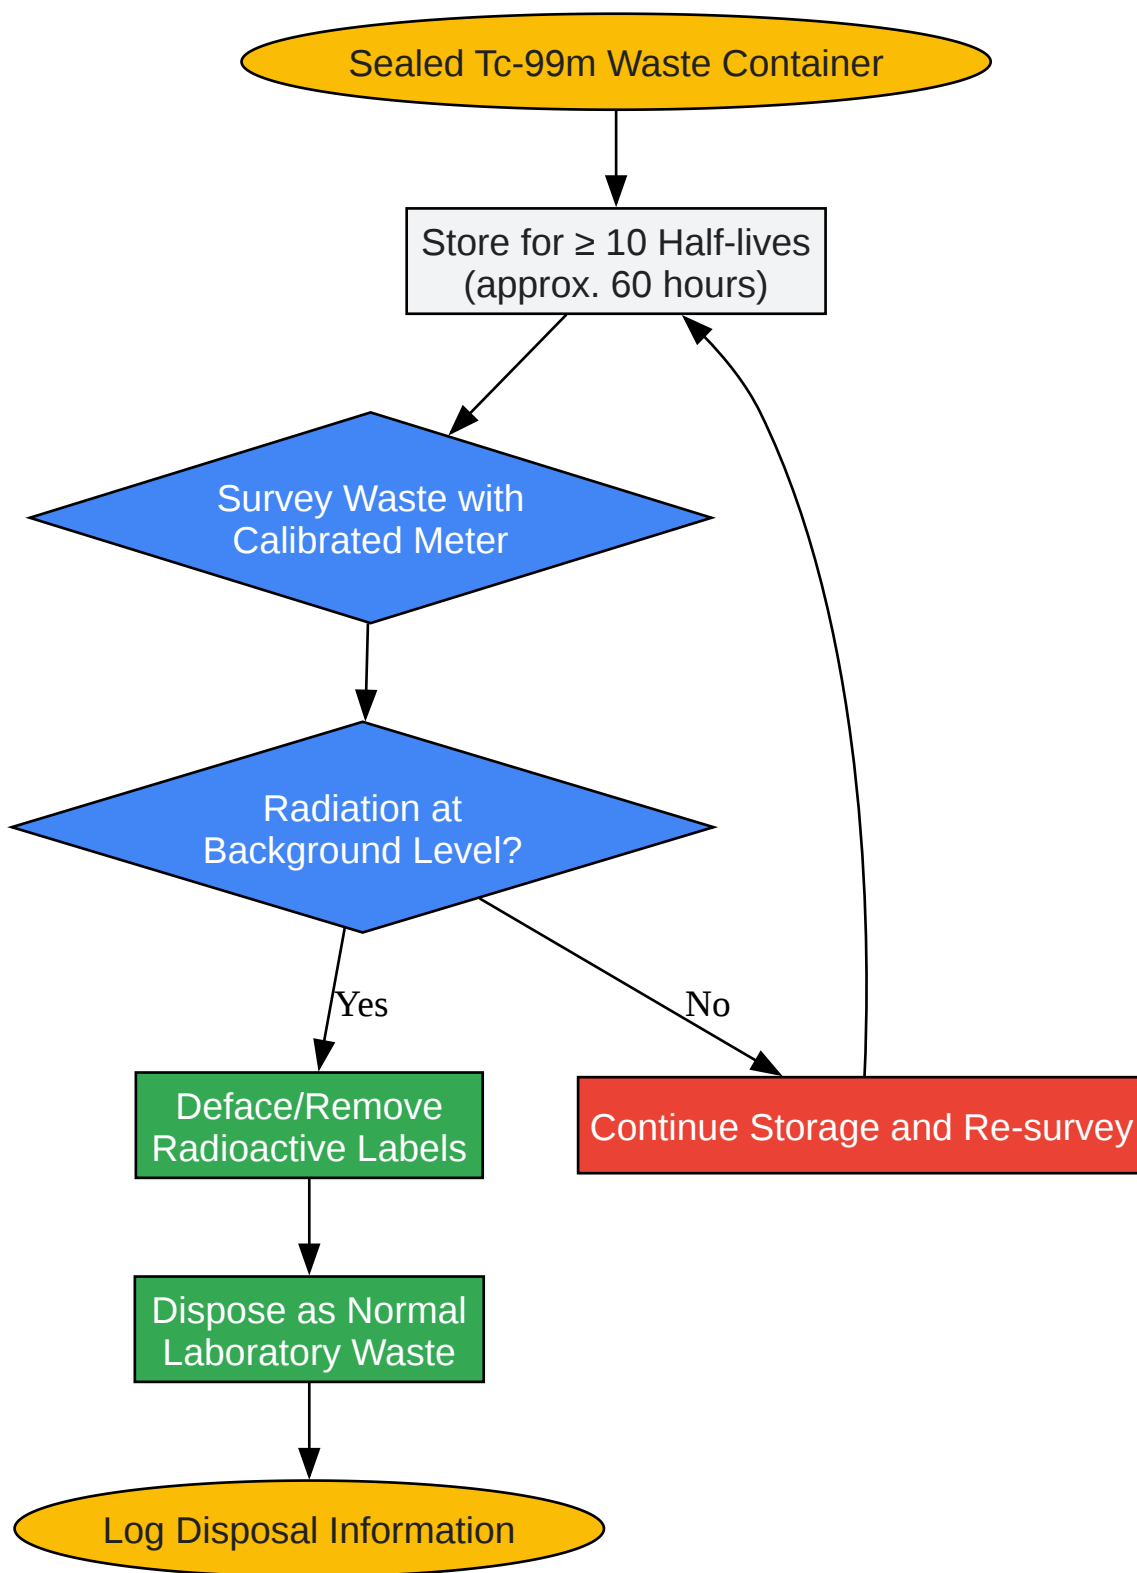 Sealed Tc-99m Waste Container
Store for ≥ 10 Half-lives
(approx. 60 hours)
Survey Waste with
Calibrated Meter
Radiation at
Background Level?
Yes
No
Deface/Remove
Radioactive Labels
Continue Storage and Re-survey
Dispose as Normal
Laboratory Waste
Log Disposal Information